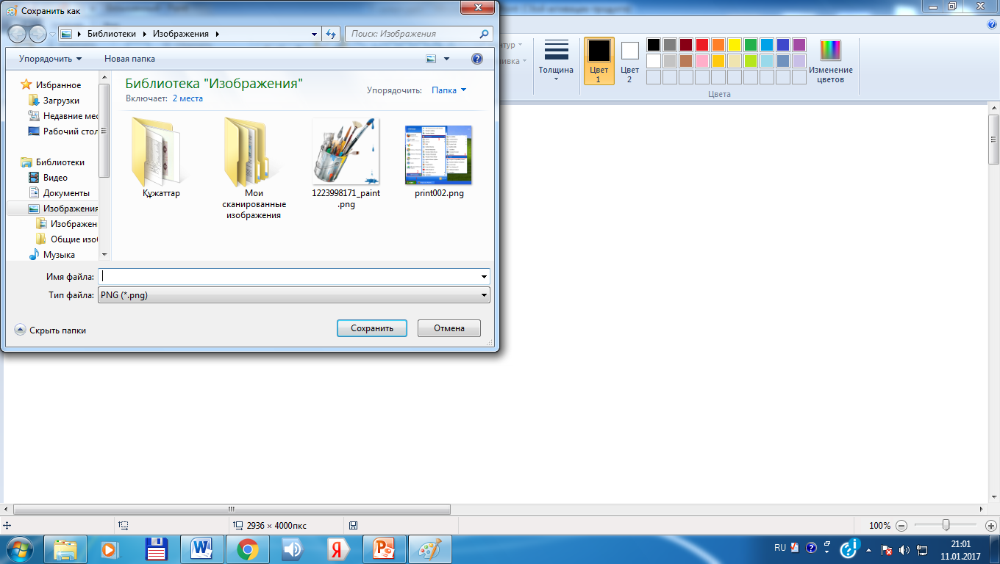 Сохранить как
Библиотеки Изображения
Поиск: Изображения
Упорядочить Новая папка
Избранное
Загрузки
Недавние мес
Рабочий стол
Библиотеки
Видео
Документы
Изображения
Изображен
Общие изоб
Музыка
Библиотека "Изображения"
Включает: 2 места
Упорядочить: Папка
Құжаттар
Мои
сканированные
изображения
1223998171_paint
.png
print002.png
Имя файла:
Тип файла: PNG (*.png)
Скрыть папки
Сохранить Отмена
Толщина
Цвет
1
Цвет
2
Изменение
цветов
Цвета
2936 × 4000пкс
100%
RU
21:01
11.01.2017